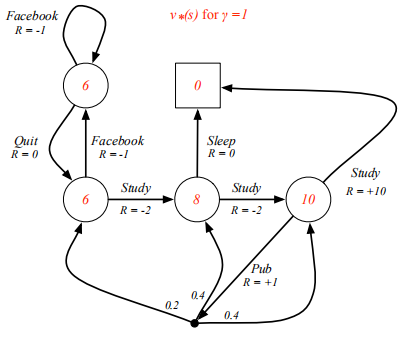 Facebook
R = -1
v*(s) for γ =1
6
0
Quit
R = 0
Facebook
R = -1
Sleep
R = 0
Study
R = +10
6
Study
R = -2
8
Study
R = -2
10
Pub
R = +1
0.2
0.4
0.4